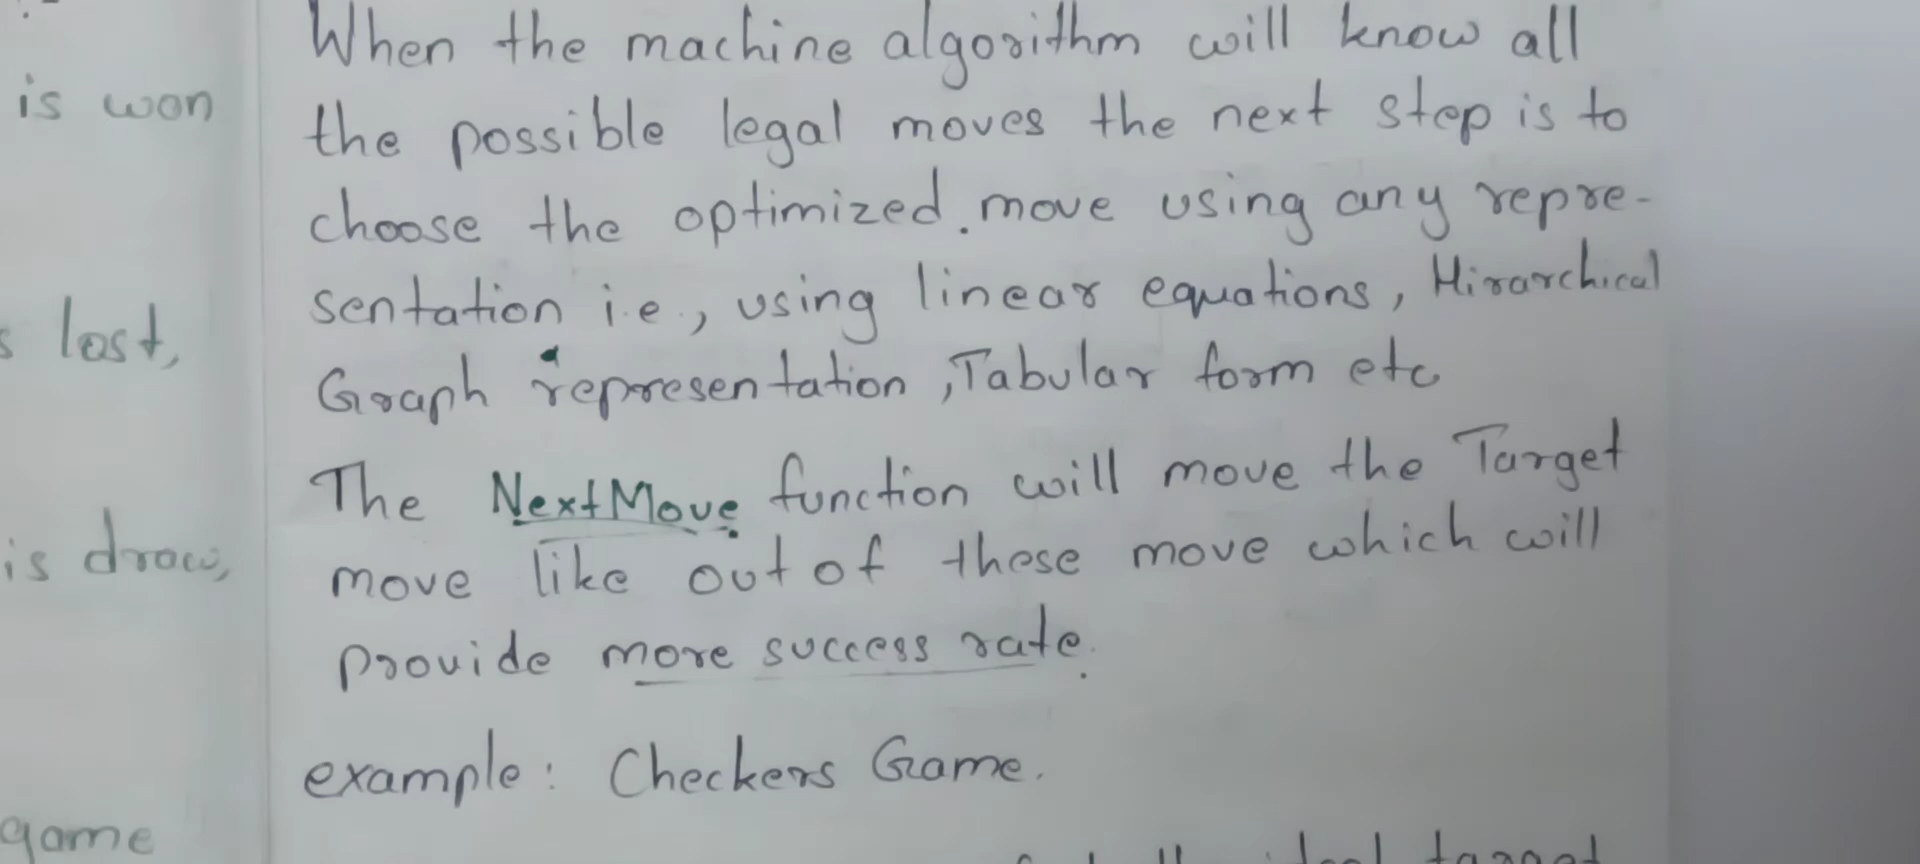 is won
s lost,
is draw,
game
When the machine algorithm will know all
the possible legal moves the next step is to
choose the optimized. move using any repre-
sentation i.e., using linear equations, Hirarchical
Graph representation, Tabular form etc
The NextMove function will move the Target
move like out of these move which will
provide more success rate.
example: Checkers Game.
target